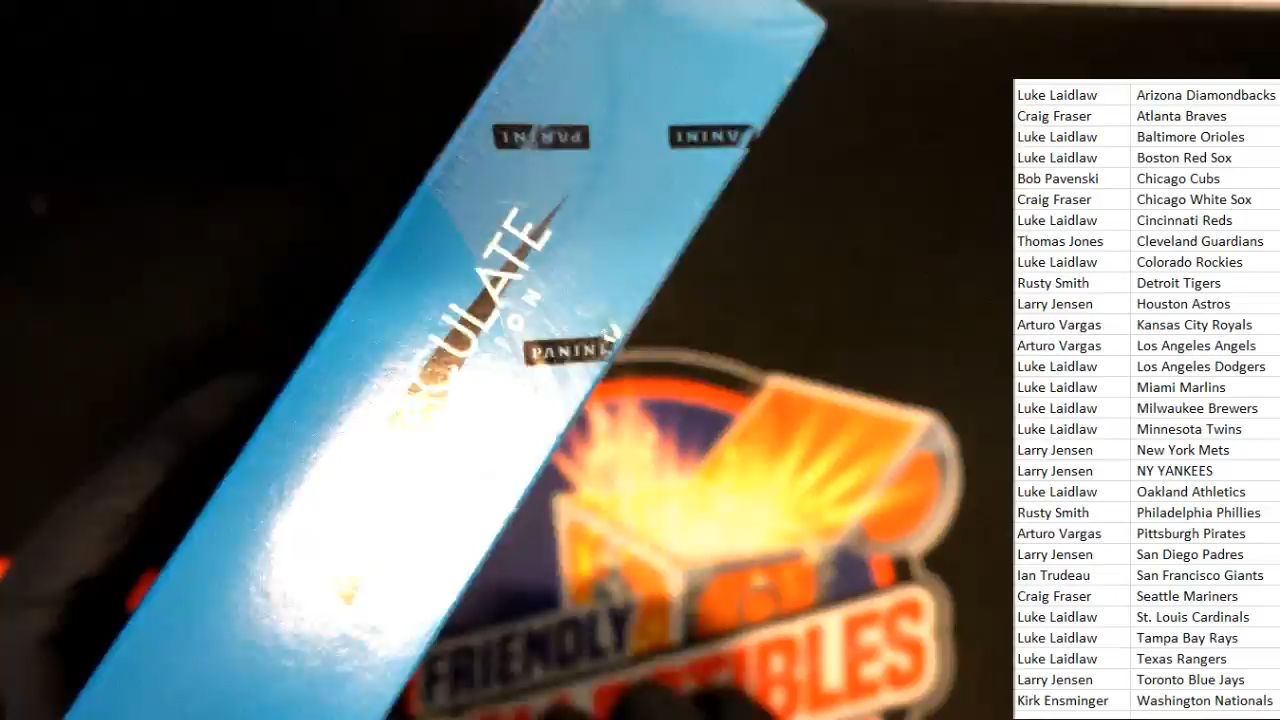 PANINI
PANINI
PANINI
FRIENDLY
Luke Laidlaw Arizona Diamondbacks
Craig Fraser Atlanta Braves
Luke Laidlaw Baltimore Orioles
Luke Laidlaw Boston Red Sox
Bob Pavenski Chicago Cubs
Craig Fraser Chicago White Sox
Luke Laidlaw Cincinnati Reds
Thomas Jones Cleveland Guardians
Luke Laidlaw Colorado Rockies
Rusty Smith Detroit Tigers
Larry Jensen Houston Astros
Arturo Vargas Kansas City Royals
Arturo Vargas Los Angeles Angels
Luke Laidlaw Los Angeles Dodgers
Luke Laidlaw Miami Marlins
Luke Laidlaw Milwaukee Brewers
Luke Laidlaw Minnesota Twins
Larry Jensen New York Mets
Larry Jensen NY YANKEES
Luke Laidlaw Oakland Athletics
Rusty Smith Philadelphia Phillies
Arturo Vargas Pittsburgh Pirates
Larry Jensen San Diego Padres
Ian Trudeau San Francisco Giants
Craig Fraser Seattle Mariners
Luke Laidlaw St. Louis Cardinals
Luke Laidlaw Tampa Bay Rays
Luke Laidlaw Texas Rangers
Larry Jensen Toronto Blue Jays
Kirk Ensminger Washington Nationals